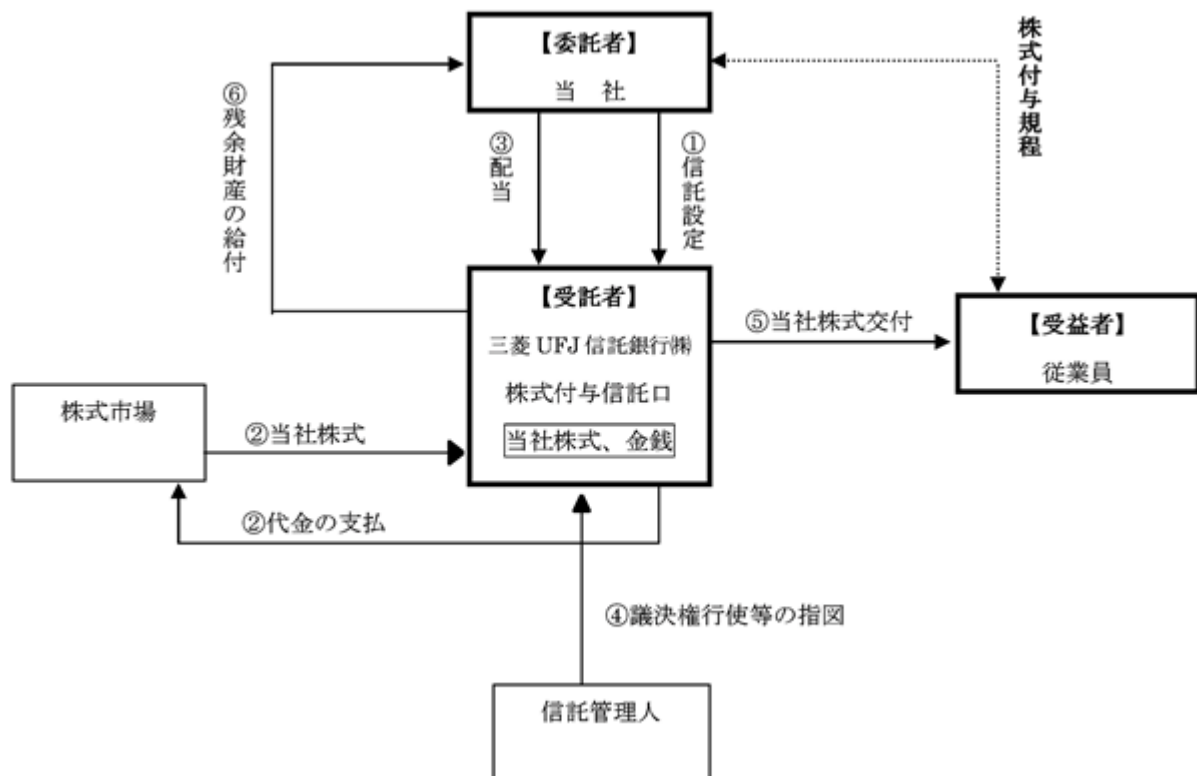 【委託者】
当 社
株式付与規程
⑥残余財産の給付
③配当
①信託設定
【受託者】
三菱 UFJ 信託銀行㈱
株式付与信託口
当社株式、金銭
⑤当社株式交付
【受益者】
従業員
株式市場
②当社株式
②代金の支払
④議決権行使等の指図
信託管理人